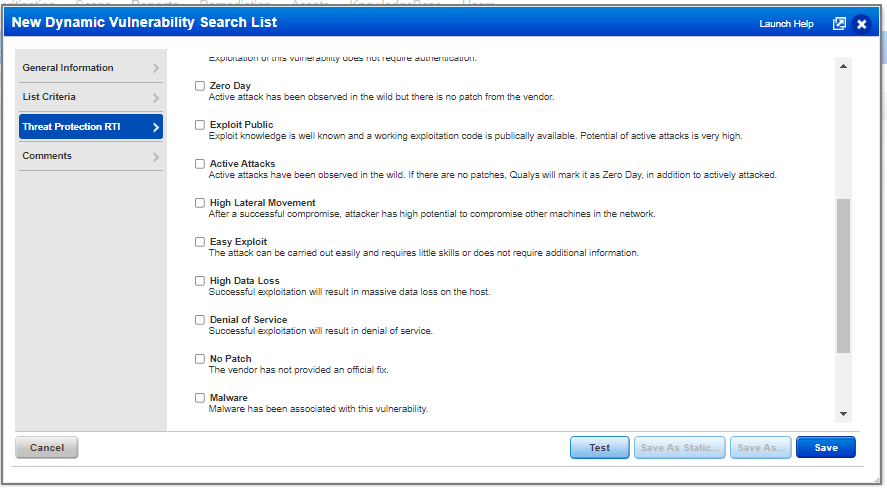 New Dynamic Vulnerability Search List
Launch Help
General Information
List Criteria
Threat Protection RTI
Comments
Exploitation of this vulnerability does not require authentication.
Zero Day
Active attack has been observed in the wild but there is no patch from the vendor.
Exploit Public
Exploit knowledge is well known and a working exploitation code is publically available. Potential of active attacks is very high.
Active Attacks
Active attacks have been observed in the wild. If there are no patches, Qualys will mark it as Zero Day, in addition to actively attacked.
High Lateral Movement
After a successful compromise, attacker has high potential to compromise other machines in the network.
Easy Exploit
The attack can be carried out easily and requires little skills or does not require additional information.
High Data Loss
Successful exploitation will result in massive data loss on the host.
Denial of Service
Successful exploitation will result in denial of service.
No Patch
The vendor has not provided an official fix.
Malware
Malware has been associated with this vulnerability.
Cancel
Test
Save As Static...
Save As...
Save